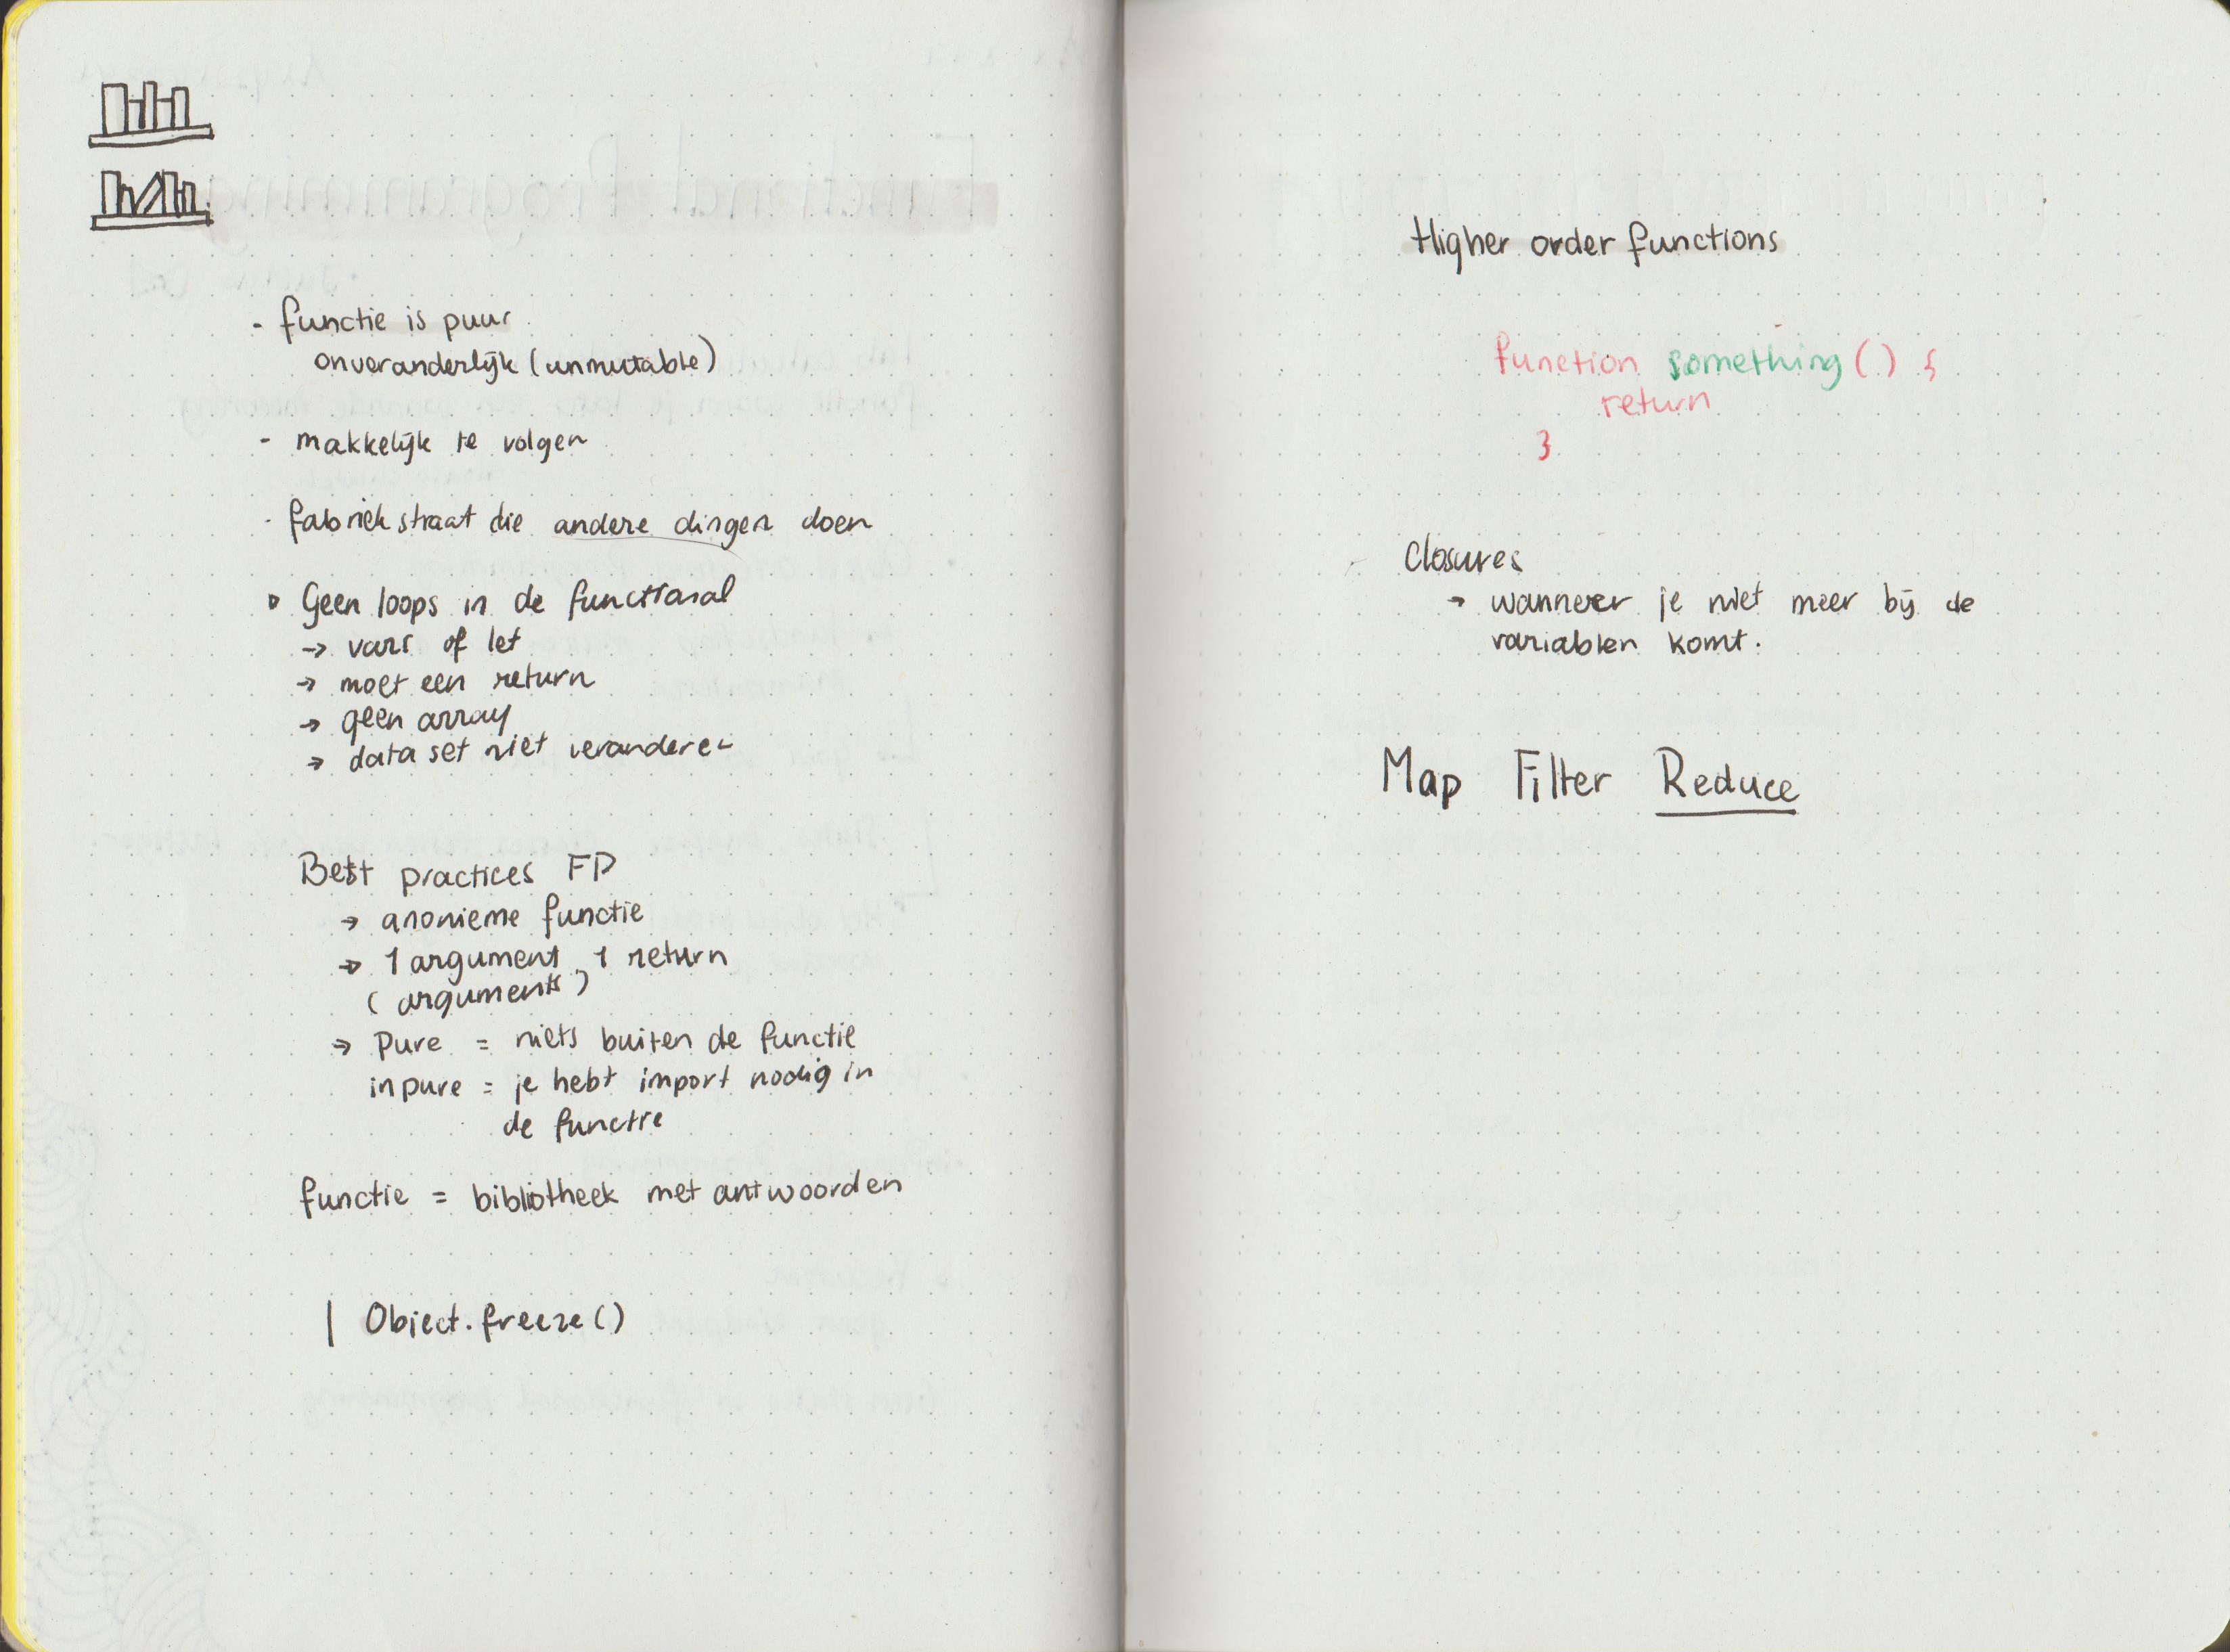 - functie is puur
onveranderlijk (unmutable)
- makkelijk te volgen
- fabriek straat die andere dingen doen
Geen loops in de functional
→ vars of let
→ moet een return
→ geen array
→ data set niet veranderen
Best practices FP
→ anonieme functie
→ 1 argument, 1 return
(arguments)
→ Pure = niets buiten de functie
inpure = je hebt import nodig in
de functie
functie = bibliotheek met antwoorden
| Object.freeze()
Higher order functions
function something() {
return
}
Closures
→ wanneer je niet meer bij de
variablen komt.
Map Filter Reduce